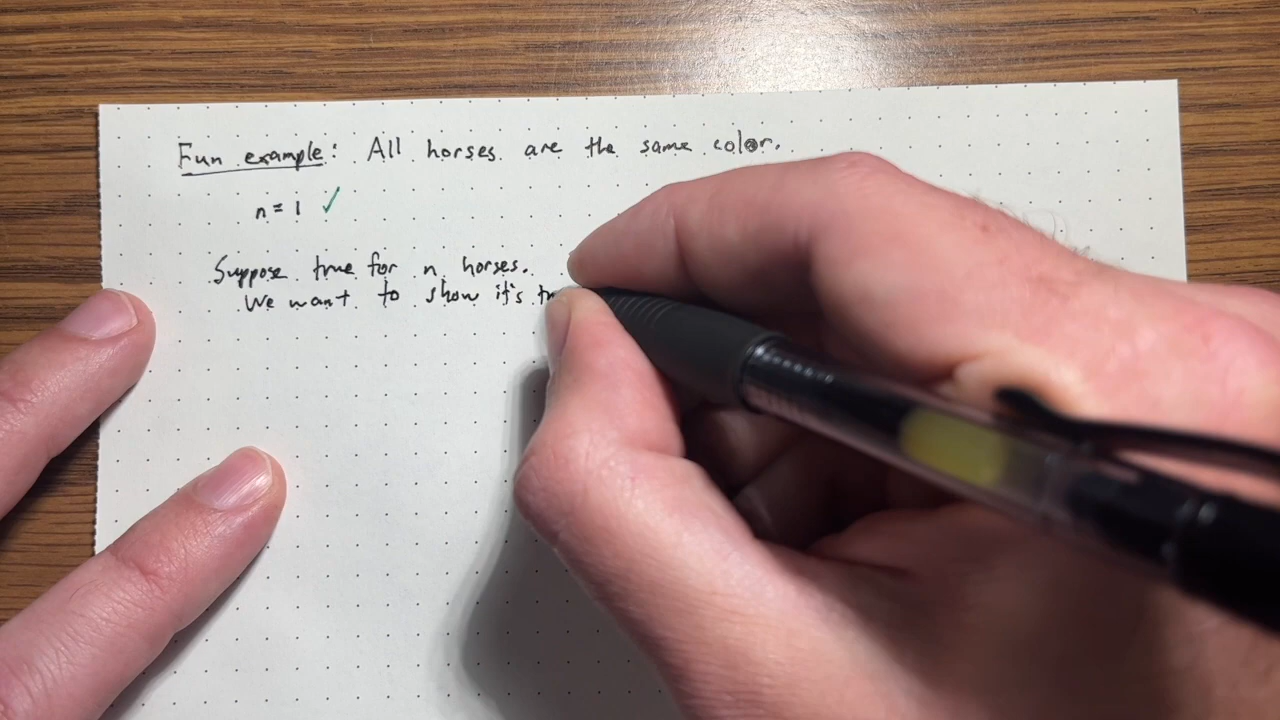 Fun example: All horses are the same color.
n = 1 ✓
Suppose true for n horses.
We want to show it's